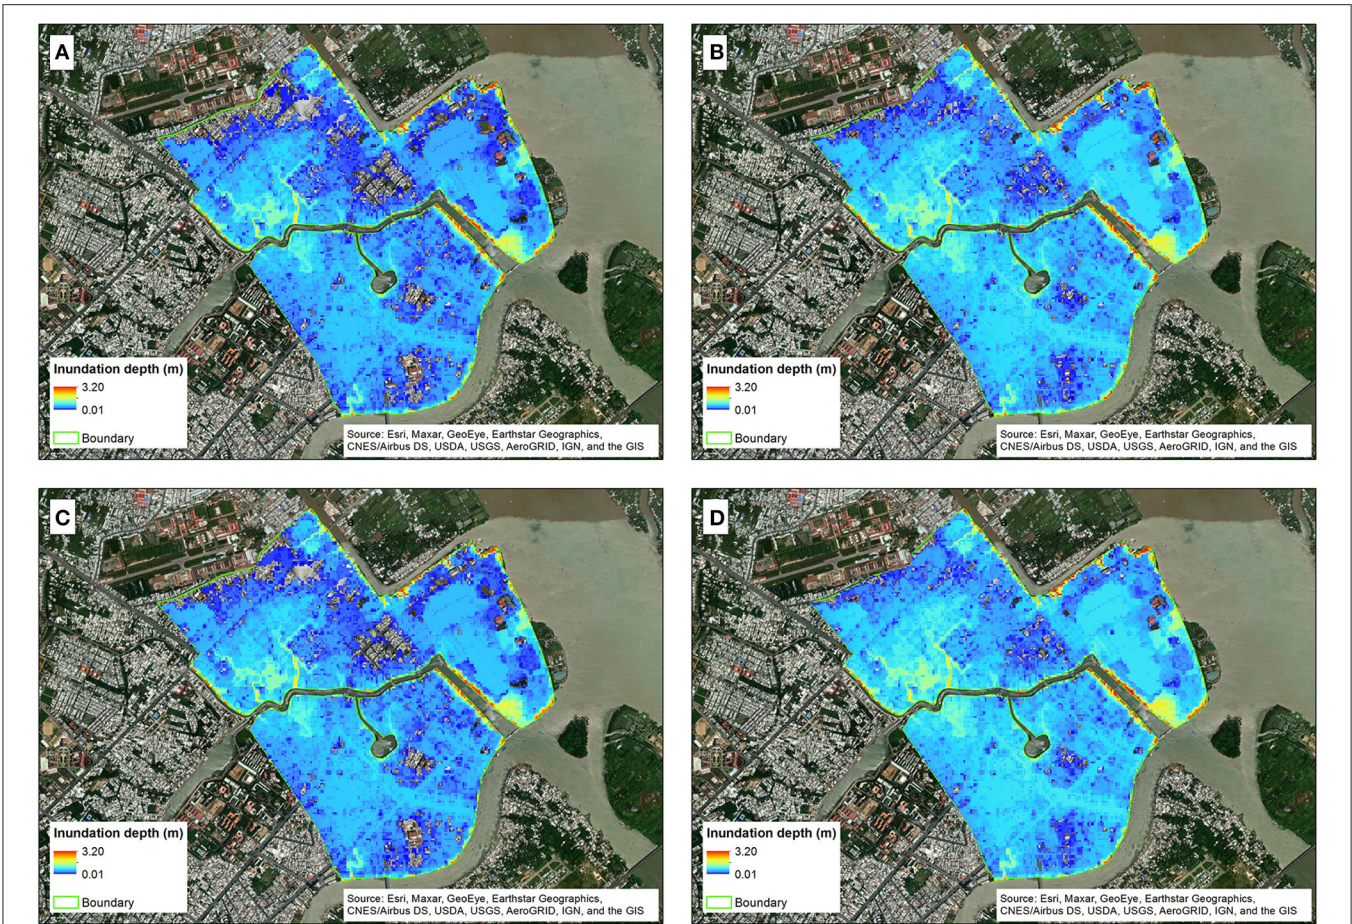 A
Inundation depth (m)
3.20
0.01
Boundary
Source: Esri, Maxar, GeoEye, Earthstar Geographics,
CNES/Airbus DS, USDA, USGS, AeroGRID, IGN, and the GIS
B
Inundation depth (m)
3.20
0.01
Boundary
Source: Esri, Maxar, GeoEye, Earthstar Geographics,
CNES/Airbus DS, USDA, USGS, AeroGRID, IGN, and the GIS
C
Inundation depth (m)
3.20
0.01
Boundary
Source: Esri, Maxar, GeoEye, Earthstar Geographics,
CNES/Airbus DS, USDA, USGS, AeroGRID, IGN, and the GIS
D
Inundation depth (m)
3.20
0.01
Boundary
Source: Esri, Maxar, GeoEye, Earthstar Geographics,
CNES/Airbus DS, USDA, USGS, AeroGRID, IGN, and the GIS